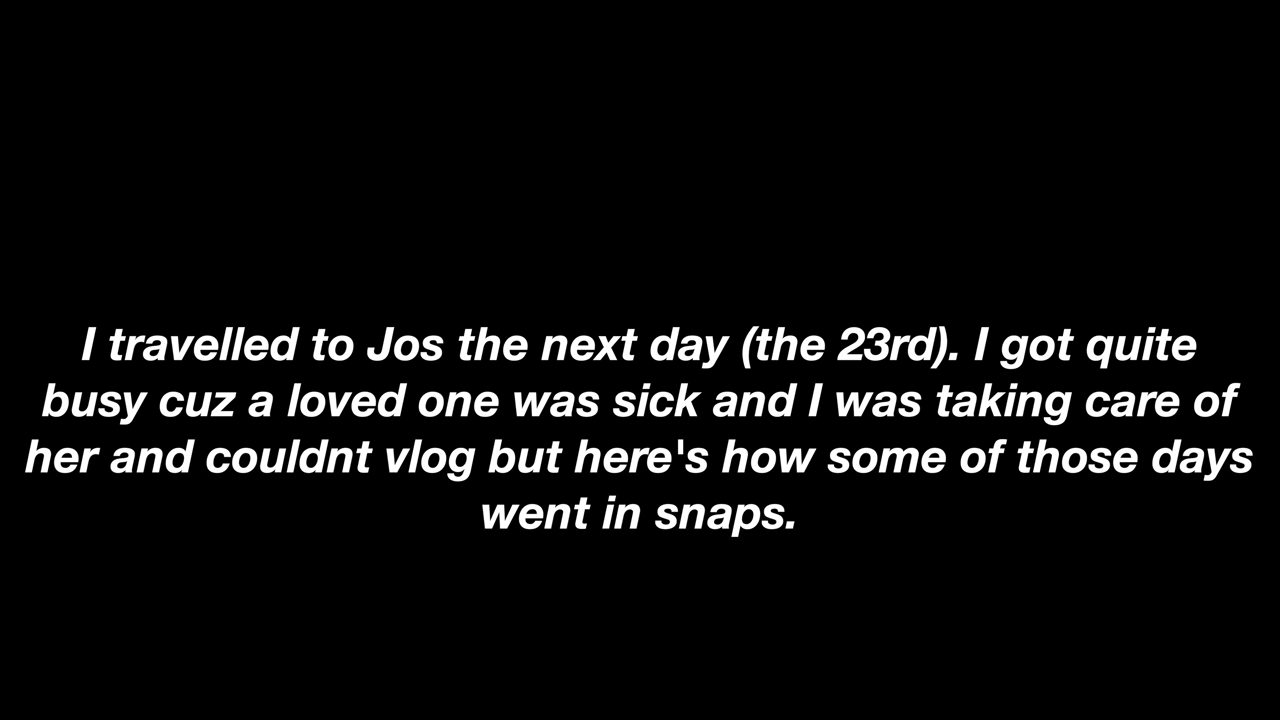 I travelled to Jos the next day (the 23rd). I got quite
busy cuz a loved one was sick and I was taking care of
her and couldnt vlog but here's how some of those days
went in snaps.